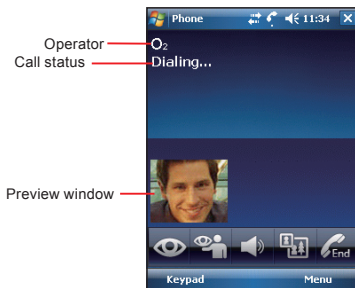 Phone 11:34
Operator
O2
Call status
Dialing...
Preview window
End
Keypad Menu